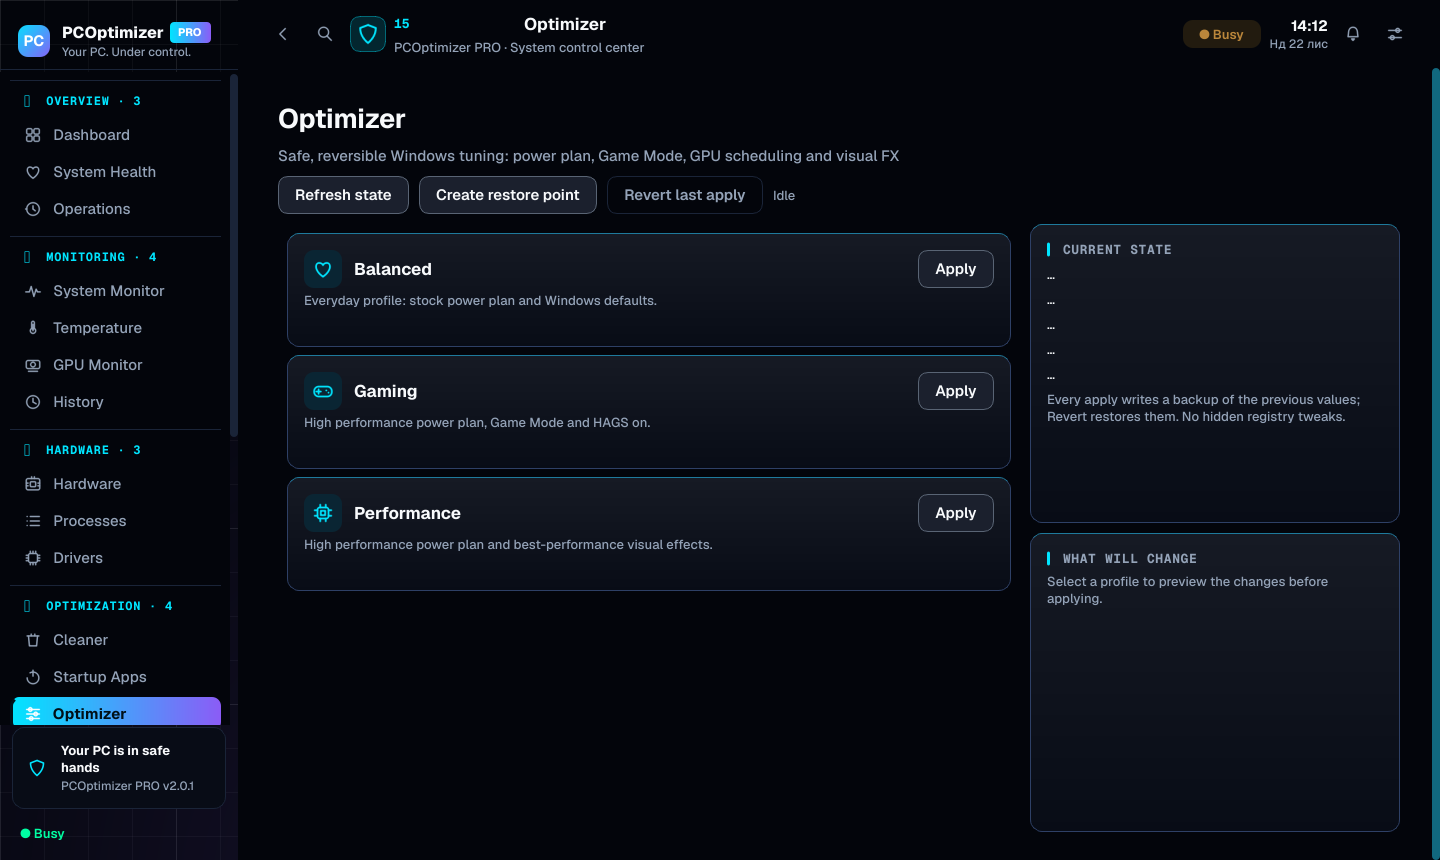 PC
PCOptimizer PRO
Your PC. Under control.
OVERVIEW · 3
Dashboard
System Health
Operations
MONITORING · 4
System Monitor
Temperature
GPU Monitor
History
HARDWARE · 3
Hardware
Processes
Drivers
OPTIMIZATION · 4
Cleaner
Startup Apps
Optimizer
Your PC is in safe
hands
PCOptimizer PRO v2.0.1
Busy
15
Optimizer
PCOptimizer PRO · System control center
Busy
14:12
Нд 22 лис
Optimizer
Safe, reversible Windows tuning: power plan, Game Mode, GPU scheduling and visual FX
Refresh state
Create restore point
Revert last apply
Idle
Balanced
Apply
Everyday profile: stock power plan and Windows defaults.
Gaming
Apply
High performance power plan, Game Mode and HAGS on.
Performance
Apply
High performance power plan and best-performance visual effects.
CURRENT STATE
…
…
…
…
…
Every apply writes a backup of the previous values;
Revert restores them. No hidden registry tweaks.
WHAT WILL CHANGE
Select a profile to preview the changes before
applying.